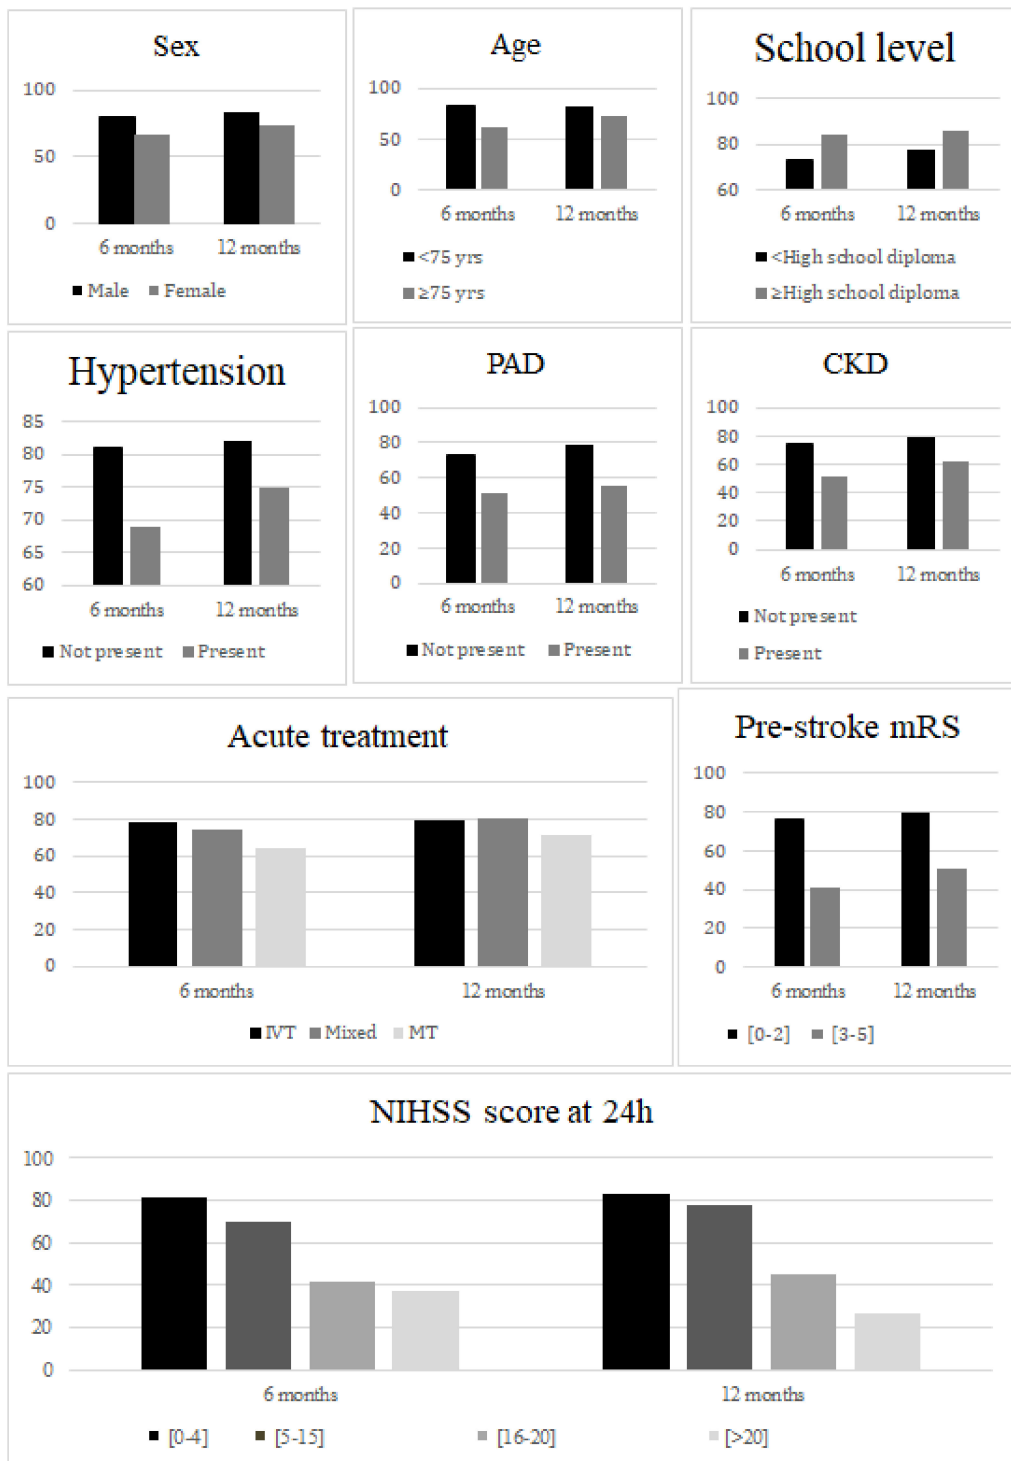 Sex
100
50
0
6 months 12 months
Male Female
Age
100
50
0
6 months 12 months
<75 yrs
≥75 yrs
School level
100
80
60
6 months 12 months
<High school diploma
≥High school diploma
Hypertension
85
80
75
70
65
60
6 months 12 months
Not present Present
PAD
100
80
60
40
20
0
6 months 12 months
Not present Present
CKD
100
80
60
40
20
0
6 months 12 months
Not present
Present
Acute treatment
100
80
60
40
20
0
6 months 12 months
IVT Mixed MT
Pre-stroke mRS
100
80
60
40
20
0
6 months 12 months
[0-2] [3-5]
NIHSS score at 24h
100
80
60
40
20
0
6 months 12 months
[0-4] [5-15] [16-20] [>20]